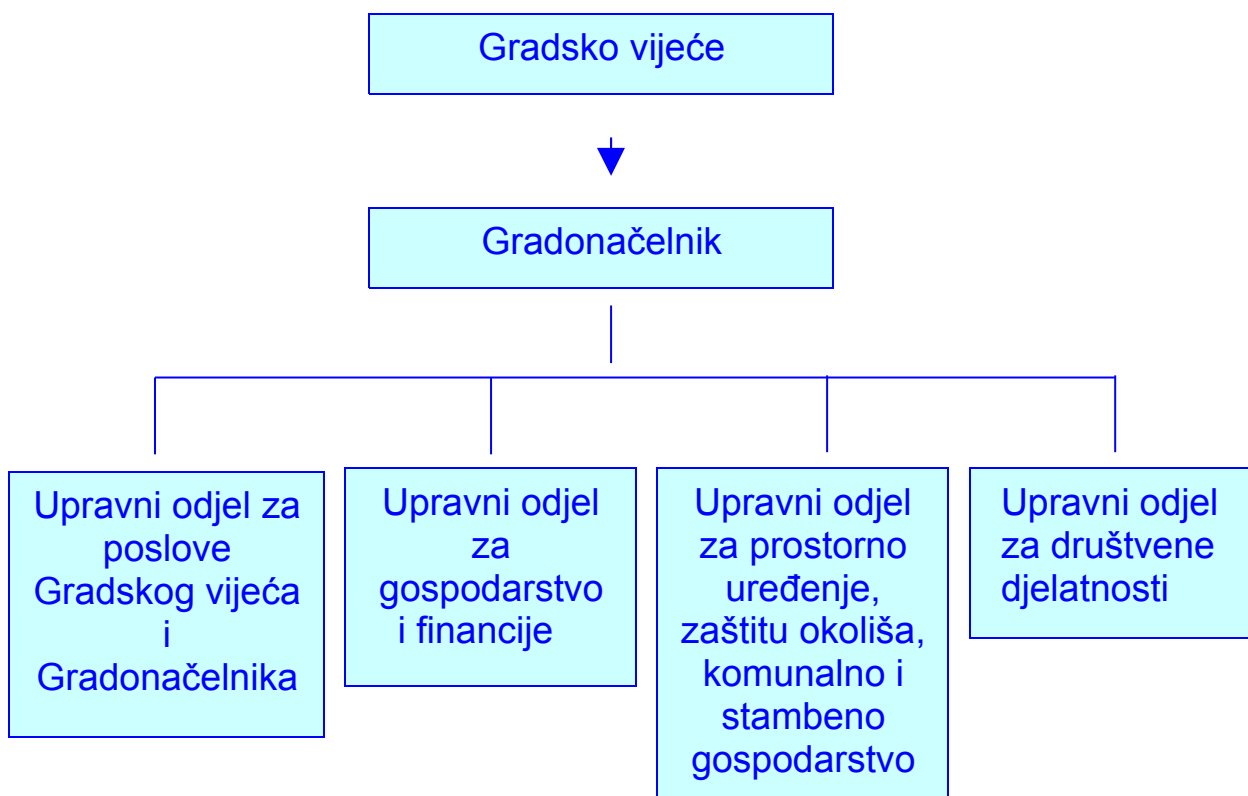 Gradsko vijeće
Gradonačelnik
Upravni odjel za
poslove
Gradskog vijeća
i
Gradonačelnika
Upravni odjel
za
gospodarstvo
i financije
Upravni odjel
za prostorno
uređenje,
zaštitu okoliša,
komunalno i
stambeno
gospodarstvo
Upravni odjel
za društvene
djelatnosti